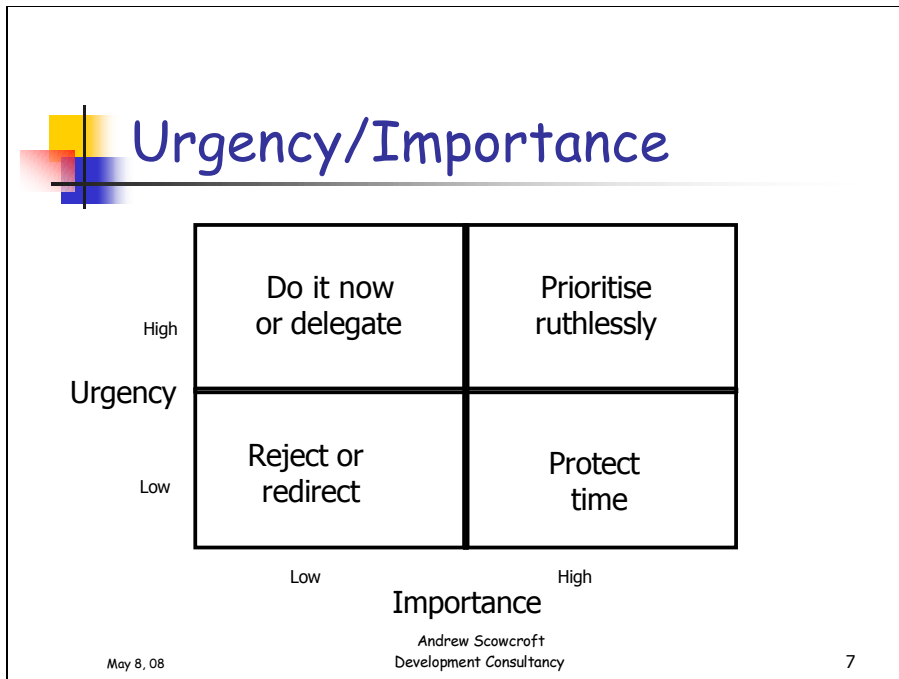 Urgency/Importance
Do it now
or delegate
Prioritise
ruthlessly
High
Urgency
Reject or
redirect
Protect
time
Low
Low
High
Importance
May 8, 08
Andrew Scowcroft
Development Consultancy
7